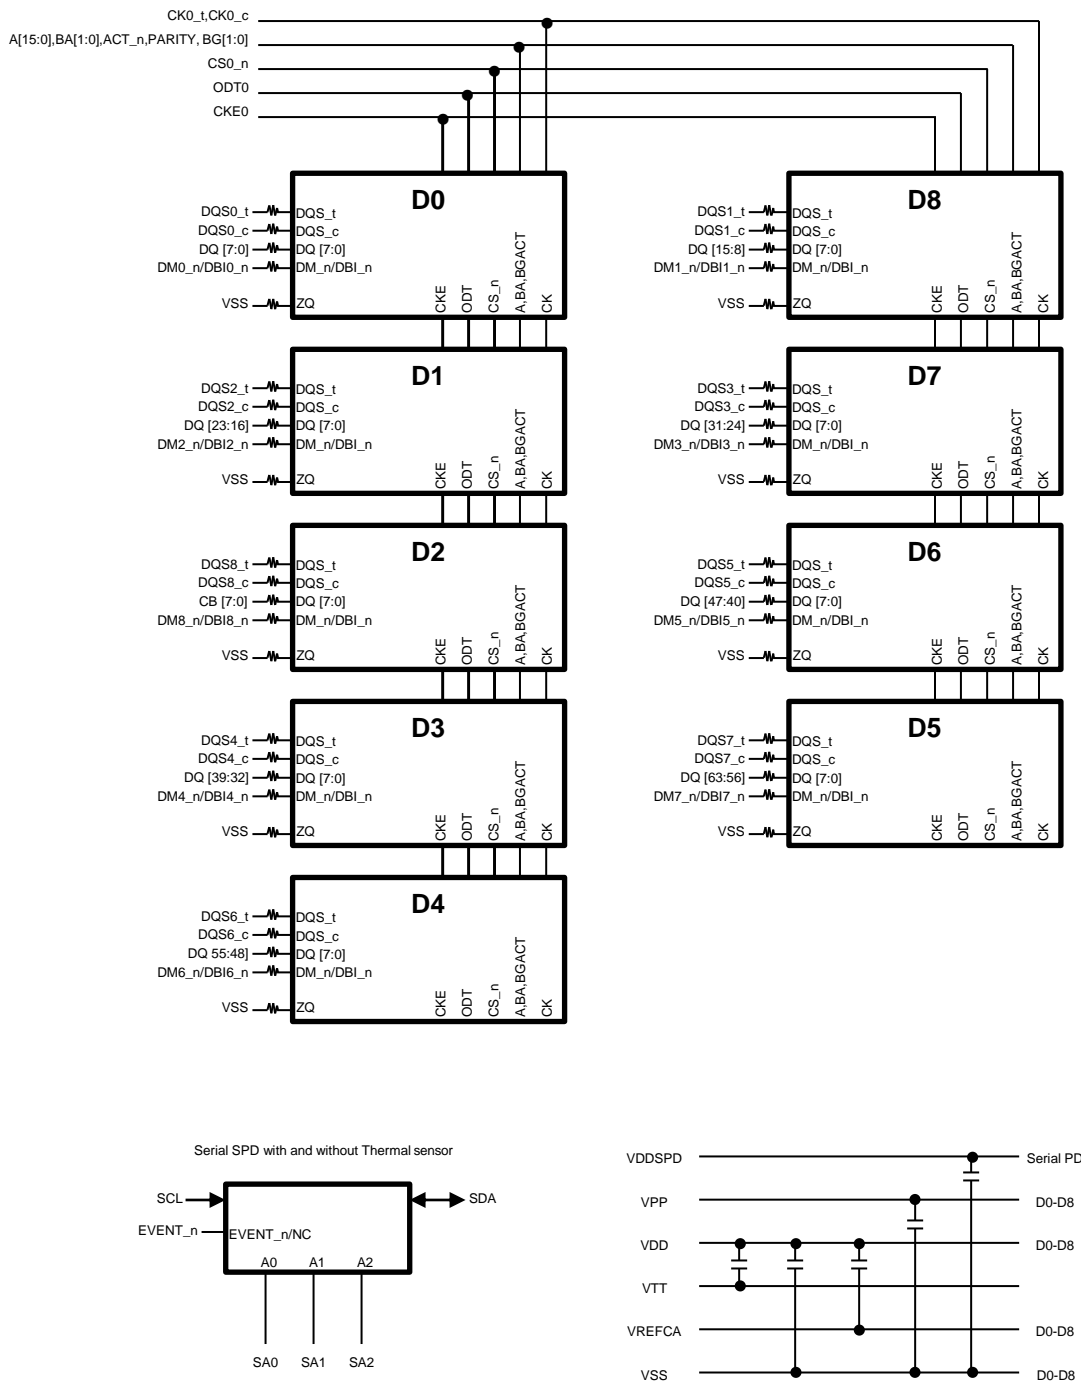 CK0_t,CK0_c
A[15:0],BA[1:0],ACT_n,PARITY, BG[1:0]
CS0_n
ODT0
CKE0
D0
DQS0_t DQS_t
DQS0_c DQS_c
DQ [7:0] DQ [7:0]
DM0_n/DBI0_n DM_n/DBI_n
VSS ZQ
CKE ODT CS_n A,BA,BGACT CK
D8
DQS1_t DQS_t
DQS1_c DQS_c
DQ [15:8] DQ [7:0]
DM1_n/DBI1_n DM_n/DBI_n
VSS ZQ
CKE ODT CS_n A,BA,BGACT CK
D1
DQS2_t DQS_t
DQS2_c DQS_c
DQ [23:16] DQ [7:0]
DM2_n/DBI2_n DM_n/DBI_n
VSS ZQ
CKE ODT CS_n A,BA,BGACT CK
D7
DQS3_t DQS_t
DQS3_c DQS_c
DQ [31:24] DQ [7:0]
DM3_n/DBI3_n DM_n/DBI_n
VSS ZQ
CKE ODT CS_n A,BA,BGACT CK
D2
DQS8_t DQS_t
DQS8_c DQS_c
CB [7:0] DQ [7:0]
DM8_n/DBI8_n DM_n/DBI_n
VSS ZQ
CKE ODT CS_n A,BA,BGACT CK
D6
DQS5_t DQS_t
DQS5_c DQS_c
DQ [47:40] DQ [7:0]
DM5_n/DBI5_n DM_n/DBI_n
VSS ZQ
CKE ODT CS_n A,BA,BGACT CK
D3
DQS4_t DQS_t
DQS4_c DQS_c
DQ [39:32] DQ [7:0]
DM4_n/DBI4_n DM_n/DBI_n
VSS ZQ
CKE ODT CS_n A,BA,BGACT CK
D5
DQS7_t DQS_t
DQS7_c DQS_c
DQ [63:56] DQ [7:0]
DM7_n/DBI7_n DM_n/DBI_n
VSS ZQ
CKE ODT CS_n A,BA,BGACT CK
D4
DQS6_t DQS_t
DQS6_c DQS_c
DQ 55:48] DQ [7:0]
DM6_n/DBI6_n DM_n/DBI_n
VSS ZQ
CKE ODT CS_n A,BA,BGACT CK
Serial SPD with and without Thermal sensor
SCL SDA
EVENT_n EVENT_n/NC
A0 A1 A2
SA0 SA1 SA2
VDDSPD Serial PD
VPP D0-D8
VDD D0-D8
VTT
VREFCA D0-D8
VSS D0-D8